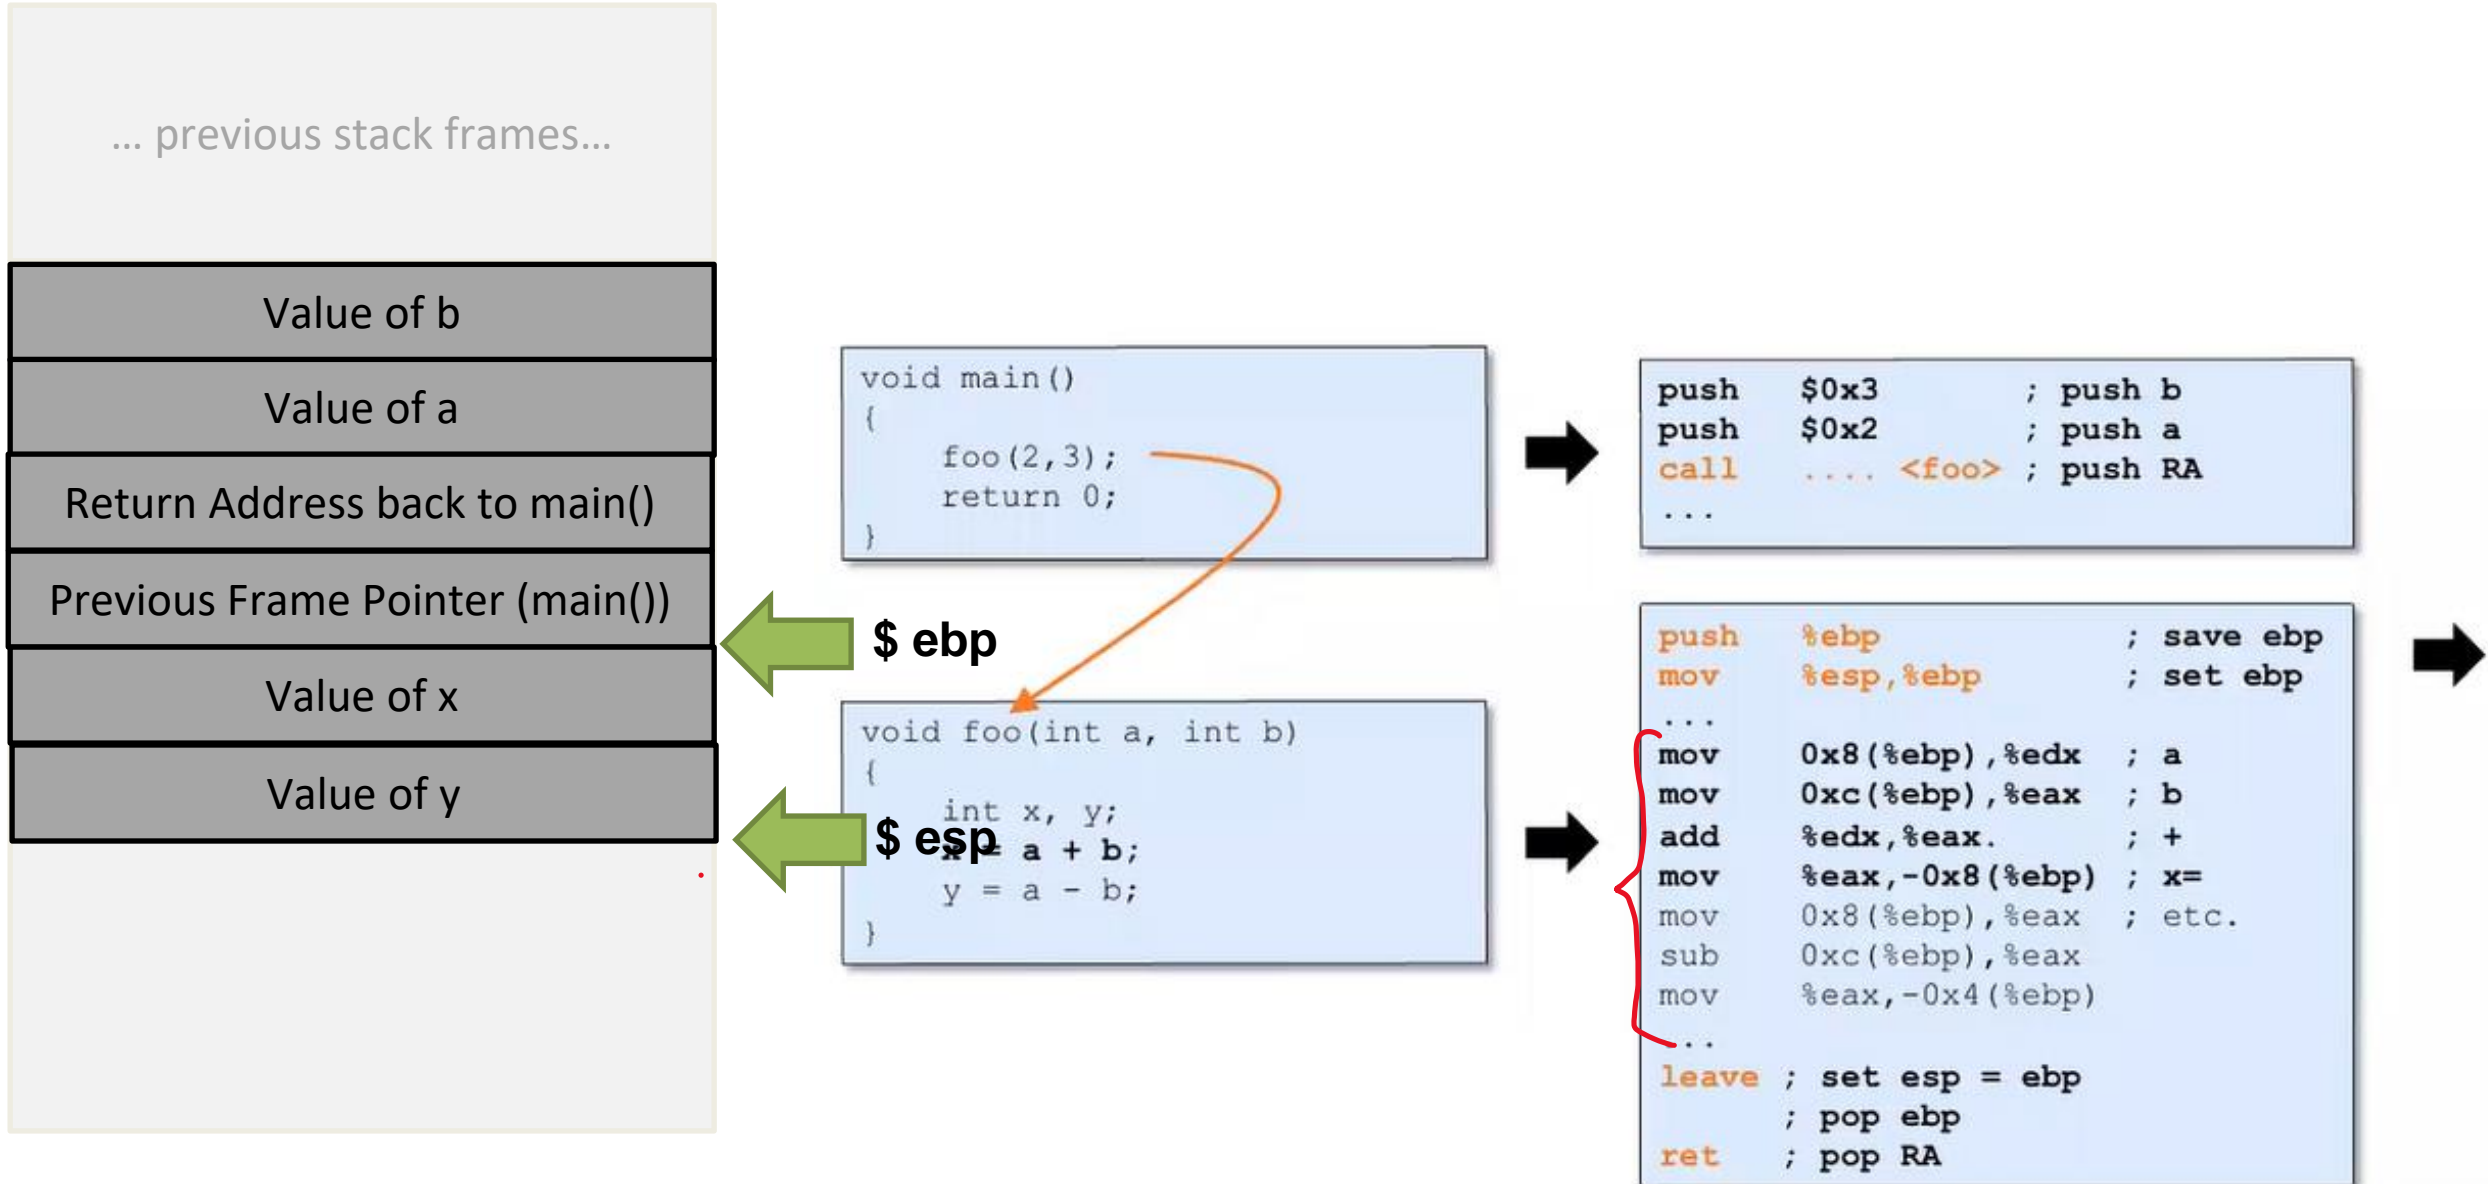 ... previous stack frames...
Value of b
Value of a
Return Address back to main()
Previous Frame Pointer (main())
Value of x
Value of y
$ ebp
$ esp
void main()
{
    foo(2,3);
    return 0;
}
void foo(int a, int b)
{
    int x, y;
    x = a + b;
    y = a - b;
}
push $0x3 ; push b
push $0x2 ; push a
call .... <foo> ; push RA
...
push %ebp ; save ebp
mov %esp,%ebp ; set ebp
...
mov 0x8(%ebp),%edx ; a
mov 0xc(%ebp),%eax ; b
add %edx,%eax. ; +
mov %eax,-0x8(%ebp) ; x=
mov 0x8(%ebp),%eax ; etc.
sub 0xc(%ebp),%eax
mov %eax,-0x4(%ebp)
...
leave ; set esp = ebp
; pop ebp
ret ; pop RA